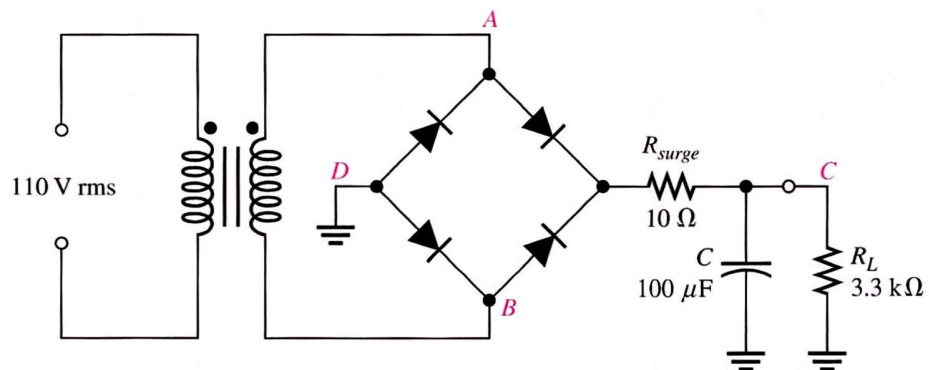 A
R_surge
D
C
110 V rms
10 Ω
C
R_L
100 μF
3.3 kΩ
B